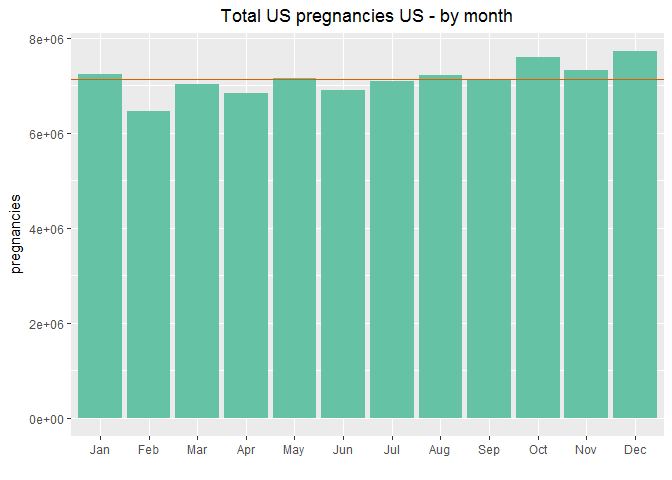 Total US pregnancies US - by month
pregnancies
8e+06
6e+06
4e+06
2e+06
0e+00
Jan Feb Mar Apr May Jun Jul Aug Sep Oct Nov Dec